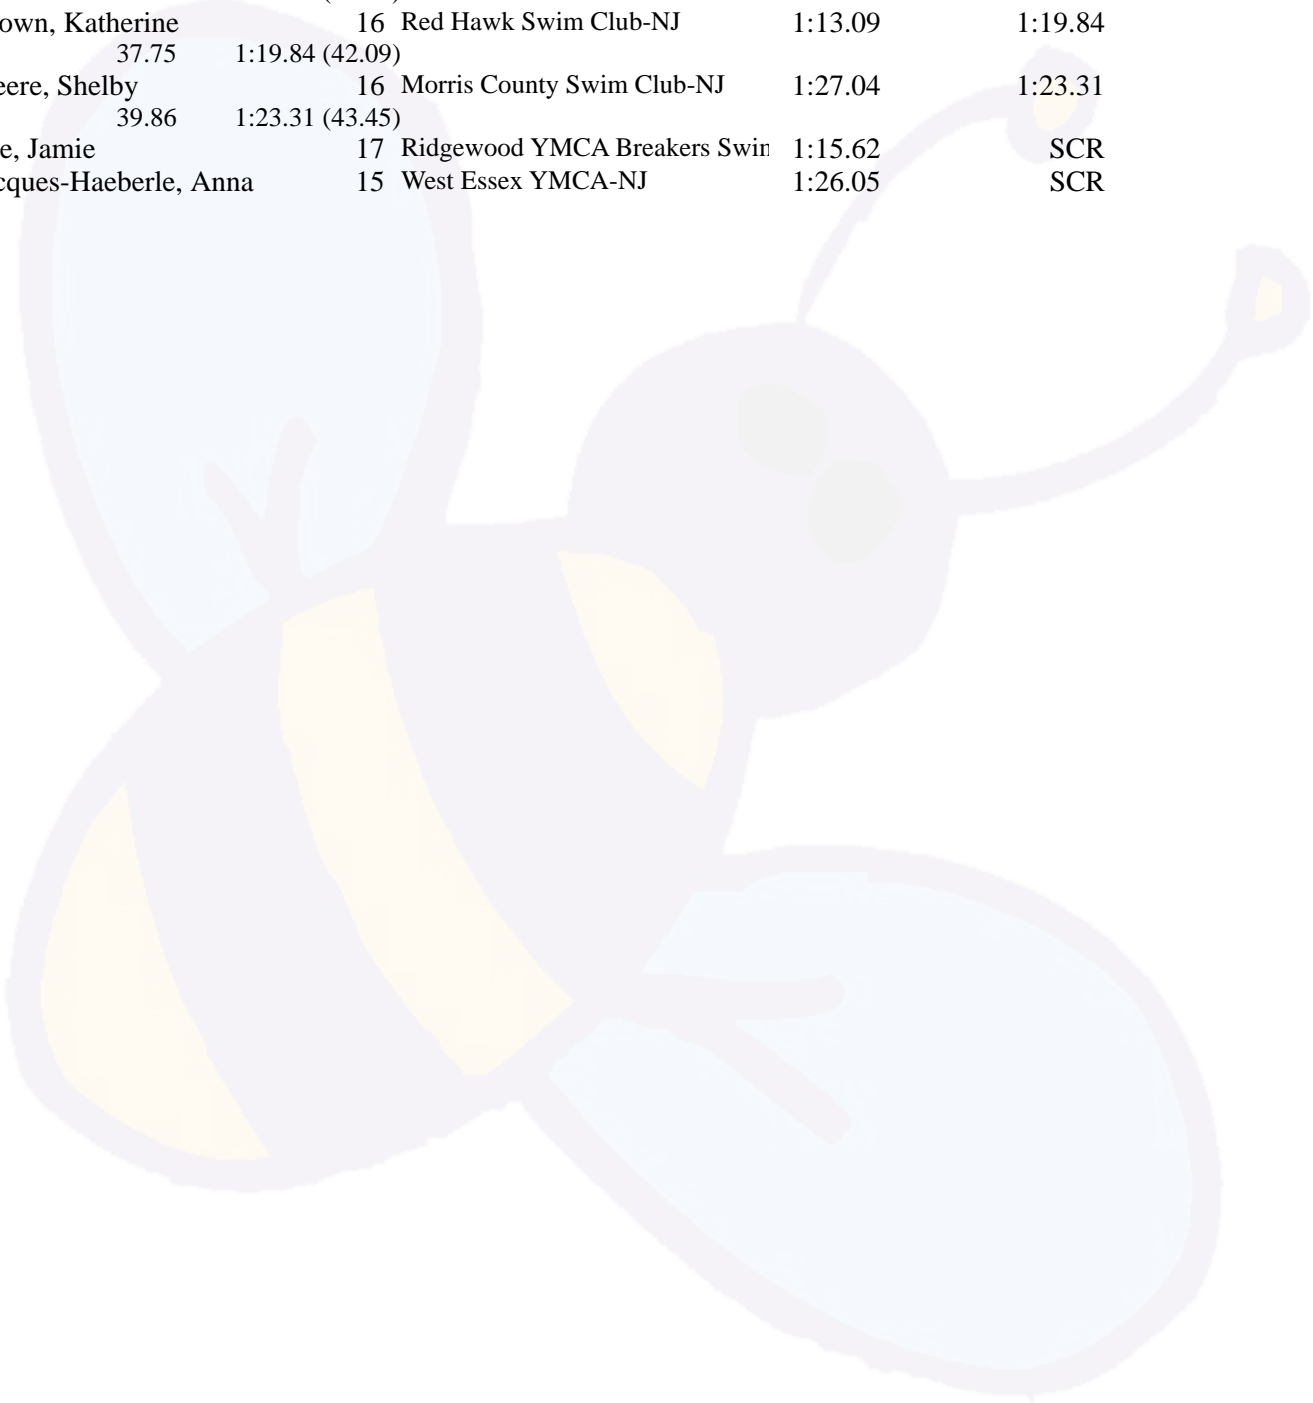 own, Katherine 16 Red Hawk Swim Club-NJ 1:13.09 1:19.84
37.75 1:19.84 (42.09)
eere, Shelby 16 Morris County Swim Club-NJ 1:27.04 1:23.31
39.86 1:23.31 (43.45)
e, Jamie 17 Ridgewood YMCA Breakers Swin 1:15.62 SCR
cques-Haeberle, Anna 15 West Essex YMCA-NJ 1:26.05 SCR